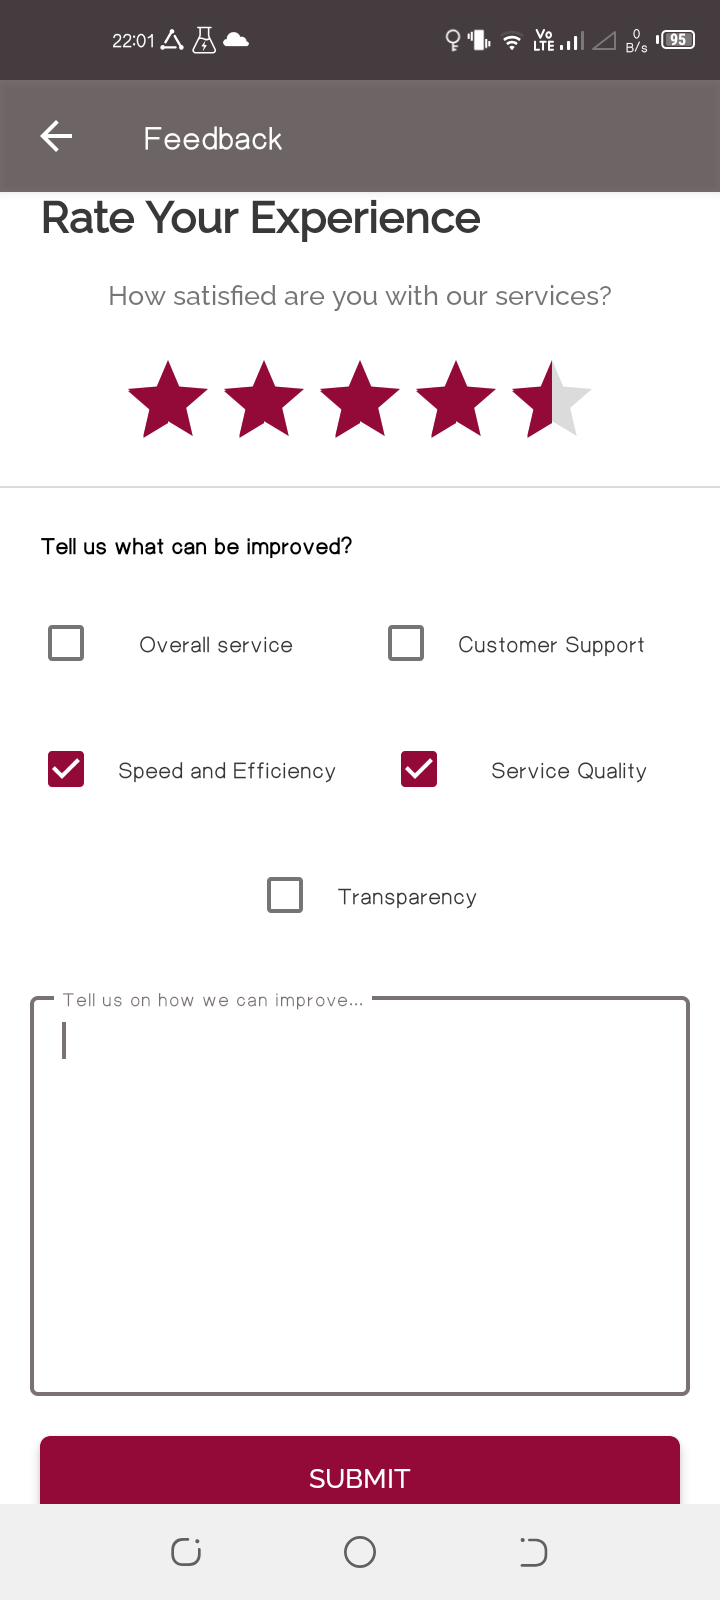 22:01 Vo LTE 0 B/s 95
Feedback
Rate Your Experience
How satisfied are you with our services?
Tell us what can be improved?
Overall service Customer Support
Speed and Efficiency Service Quality
Transparency
Tell us on how we can improve...
SUBMIT